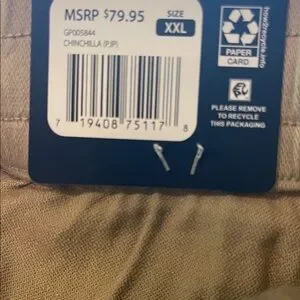 MSRP $79.95
SIZE
XXL
GP005844
CHINCHILLA (PJP)
7 19408 75117 8
how2recycle.info
PAPER
CARD
PLEASE REMOVE
TO RECYCLE
THIS PACKAGING